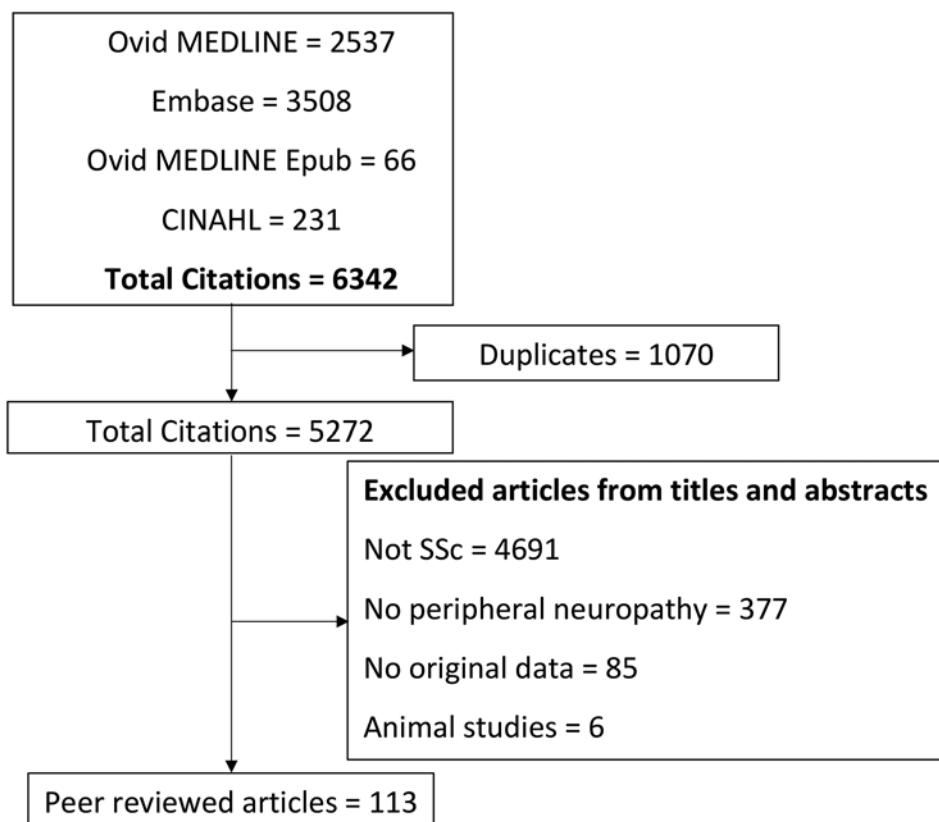 Ovid MEDLINE = 2537
Embase = 3508
Ovid MEDLINE Epub = 66
CINAHL = 231
Total Citations = 6342
Duplicates = 1070
Total Citations = 5272
Excluded articles from titles and abstracts
Not SSc = 4691
No peripheral neuropathy = 377
No original data = 85
Animal studies = 6
Peer reviewed articles = 113